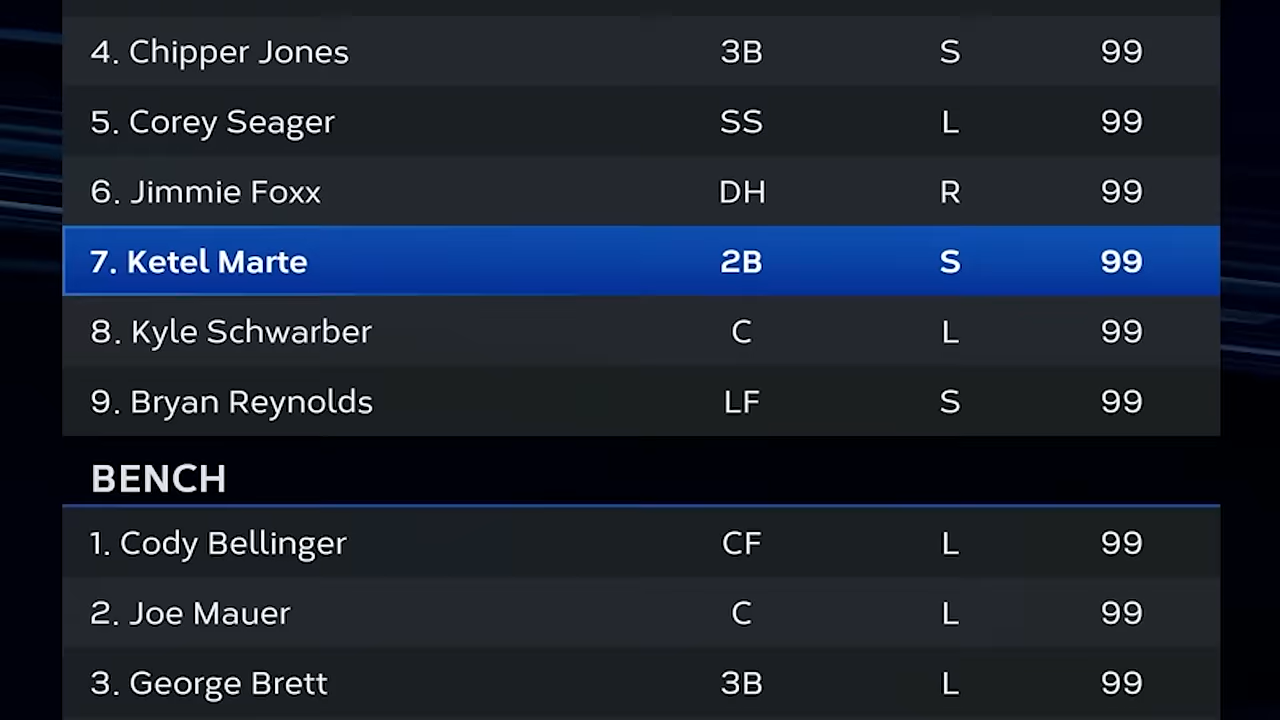 4. Chipper Jones 3B S 99
5. Corey Seager SS L 99
6. Jimmie Foxx DH R 99
7. Ketel Marte 2B S 99
8. Kyle Schwarber C L 99
9. Bryan Reynolds LF S 99
BENCH
1. Cody Bellinger CF L 99
2. Joe Mauer C L 99
3. George Brett 3B L 99